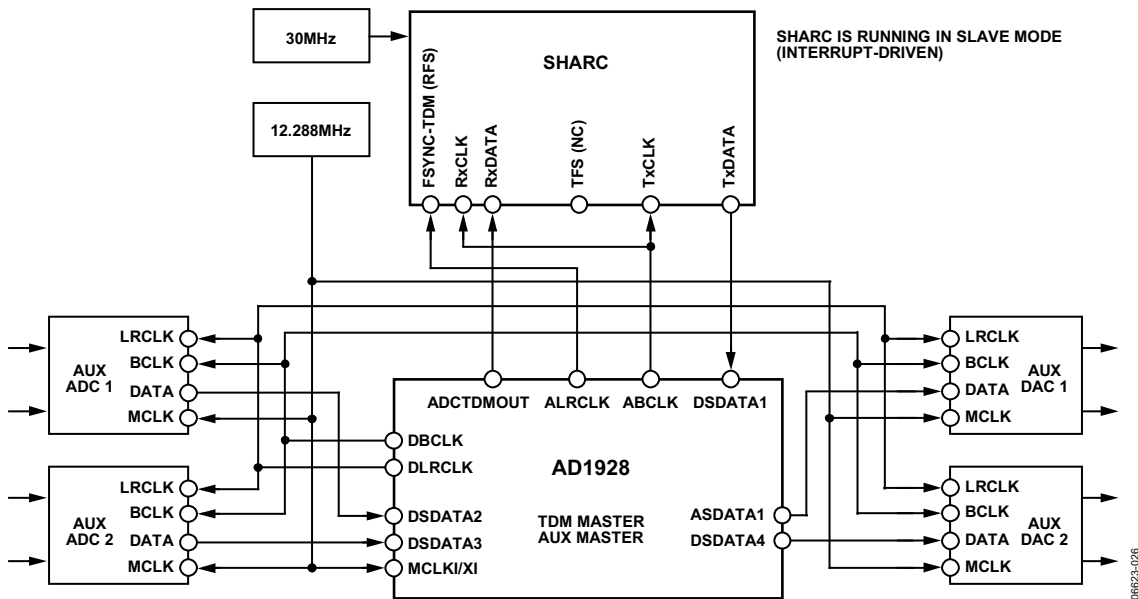 30MHz
SHARC
SHARC IS RUNNING IN SLAVE MODE
(INTERRUPT-DRIVEN)
12.288MHz
FSYNC-TDM (RFS)
RxCLK
RxDATA
TFS (NC)
TxCLK
TxDATA
AUX
ADC 1
LRCLK
BCLK
DATA
MCLK
AUX
ADC 2
LRCLK
BCLK
DATA
MCLK
ADCTDMOUT
ALRCLK
ABCLK
DSDATA1
DBCLK
DLRCLK
DSDATA2
DSDATA3
MCLKI/XI
AD1928
TDM MASTER
AUX MASTER
ASDATA1
DSDATA4
LRCLK
BCLK
DATA
MCLK
AUX
DAC 1
LRCLK
BCLK
DATA
MCLK
AUX
DAC 2
06623-026